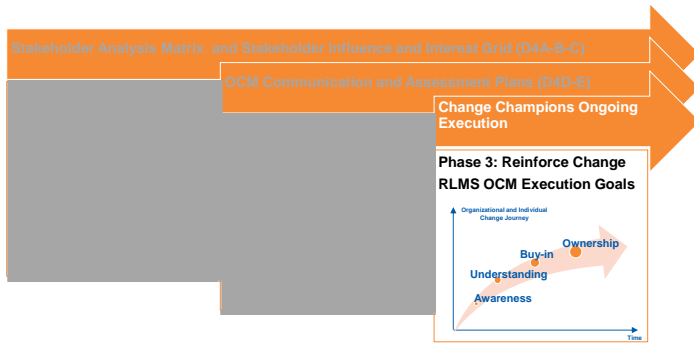 Stakeholder Analysis Matrix and Stakeholder Influence and Interest Grid (D4A-B-C)
OCM Communication and Assessment Plans (D4D-E)
Change Champions Ongoing
Execution
Phase 3: Reinforce Change
RLMS OCM Execution Goals
Organizational and Individual
Change Journey
Ownership
Buy-in
Understanding
Awareness
Time